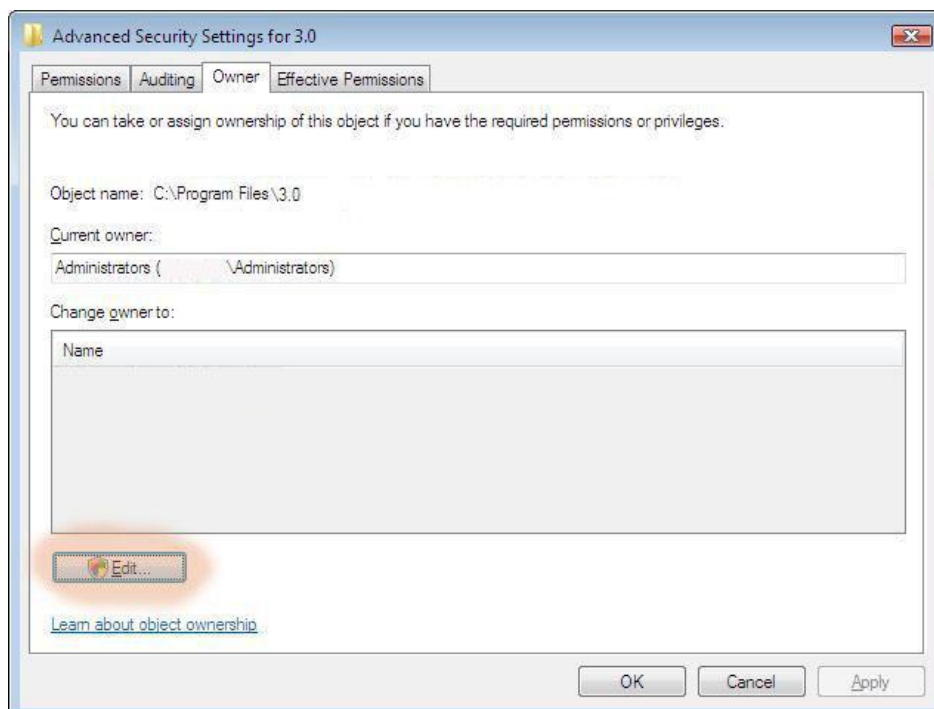 Advanced Security Settings for 3.0
Permissions Auditing Owner Effective Permissions
You can take or assign ownership of this object if you have the required permissions or privileges.
Object name: C:\Program Files\3.0
Current owner:
Administrators ( \Administrators)
Change owner to:
Name
Edit...
Learn about object ownership
OK Cancel Apply